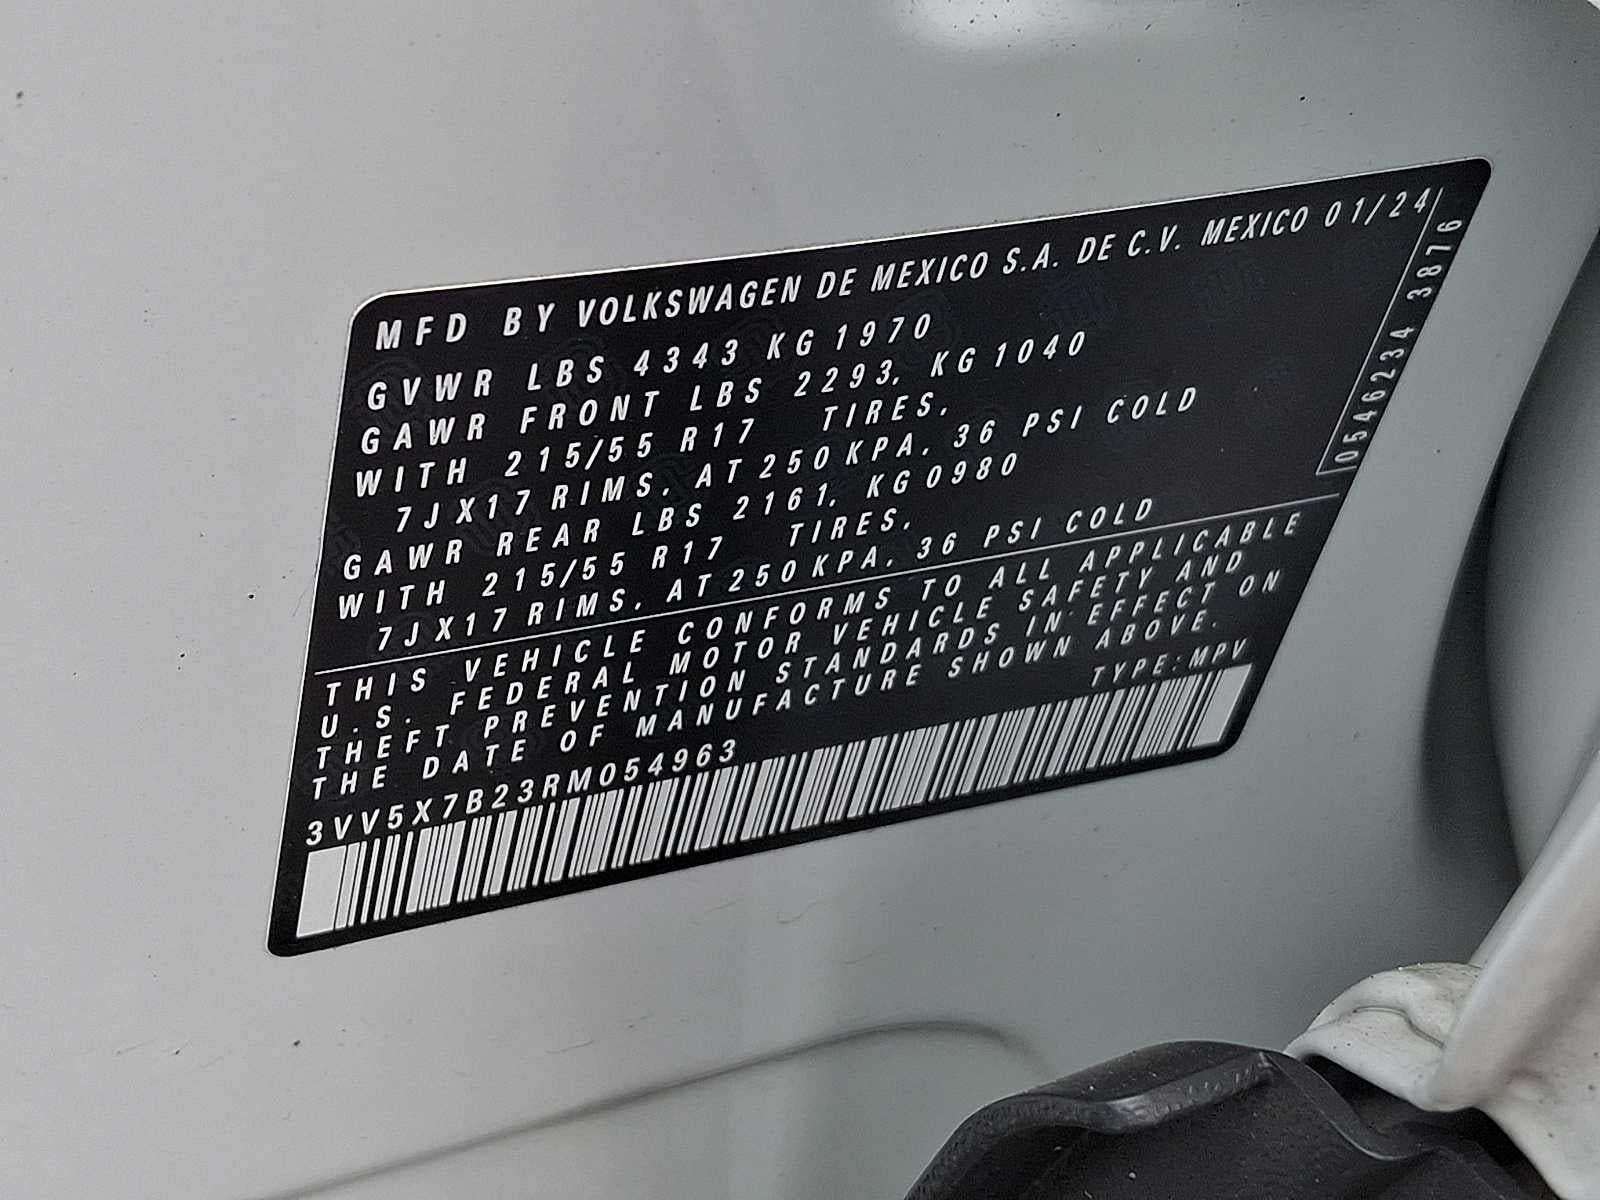 MFD BY VOLKSWAGEN DE MEXICO S.A. DE C.V. MEXICO 01/24
GVWR LBS 4343 KG 1970
GAWR FRONT LBS 2293, KG 1040
WITH 215/55 R17 TIRES,
7JX17 RIMS, AT 250 KPA, 36 PSI COLD
GAWR REAR LBS 2161, KG0980
WITH 215/55 R17 TIRES,
7JX17 RIMS, AT 250 KPA, 36 PSI COLD
0546234 3876
THIS VEHICLE CONFORMS TO ALL APPLICABLE
U.S. FEDERAL MOTOR VEHICLE SAFETY AND
THEFT PREVENTION STANDARDS IN EFFECT ON
THE DATE OF MANUFACTURE SHOWN ABOVE.
TYPE: MPV
3VV5X7B23RM054963